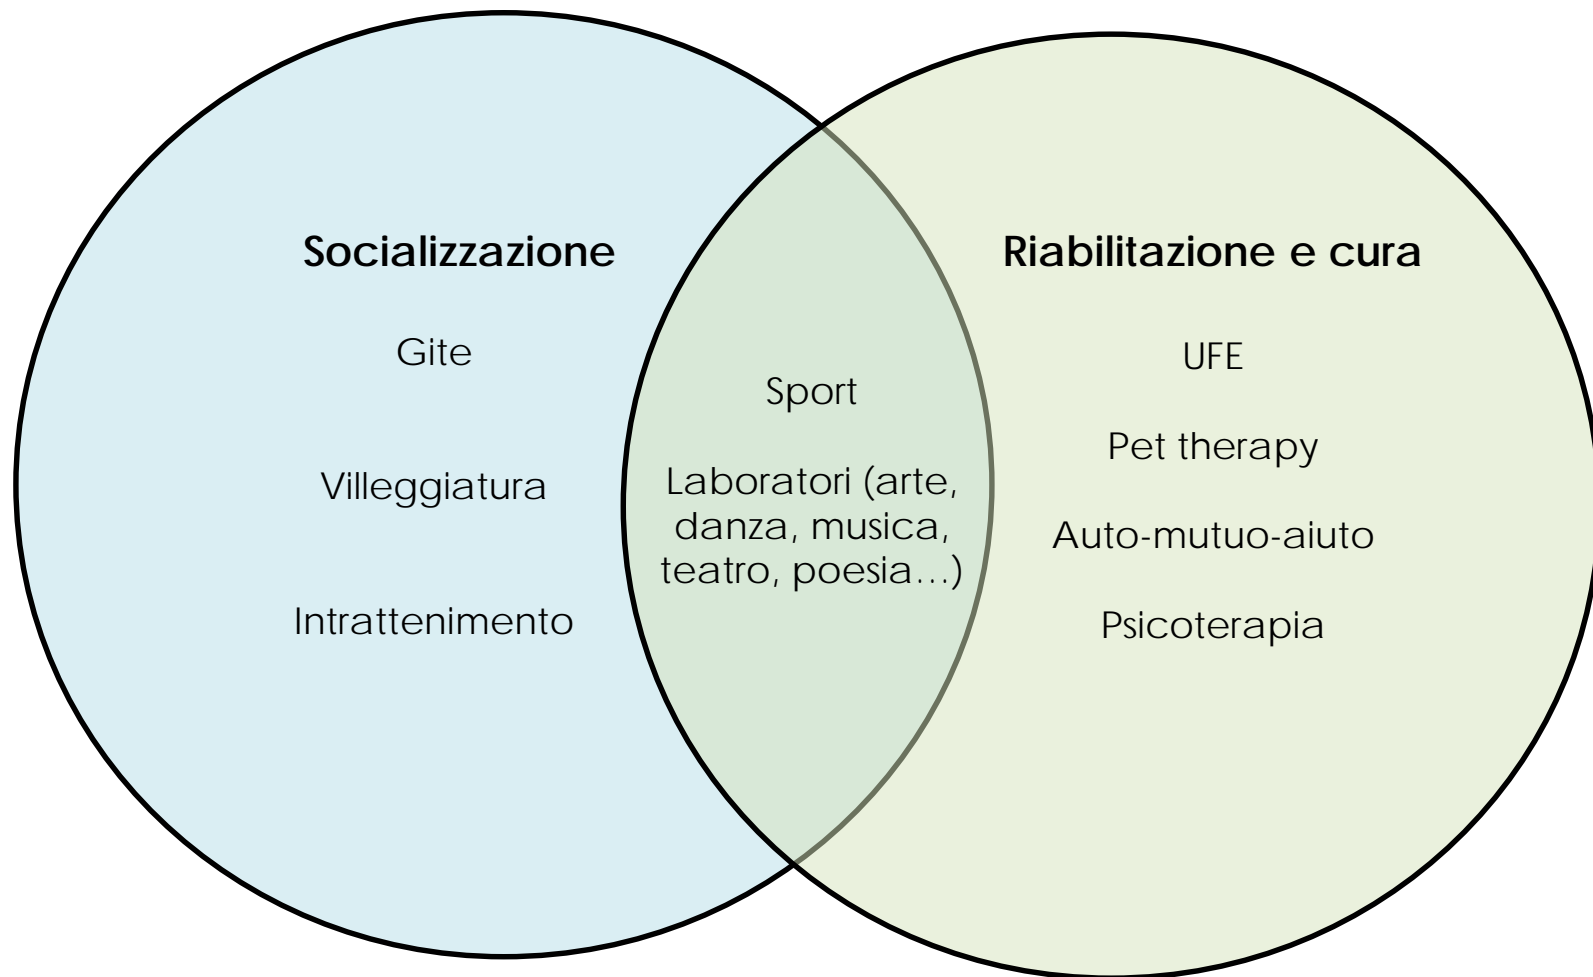 Socializzazione
Gite
Villeggiatura
Intrattenimento
Sport
Laboratori (arte,
danza, musica,
teatro, poesia…)
Riabilitazione e cura
UFE
Pet therapy
Auto-mutuo-aiuto
Psicoterapia